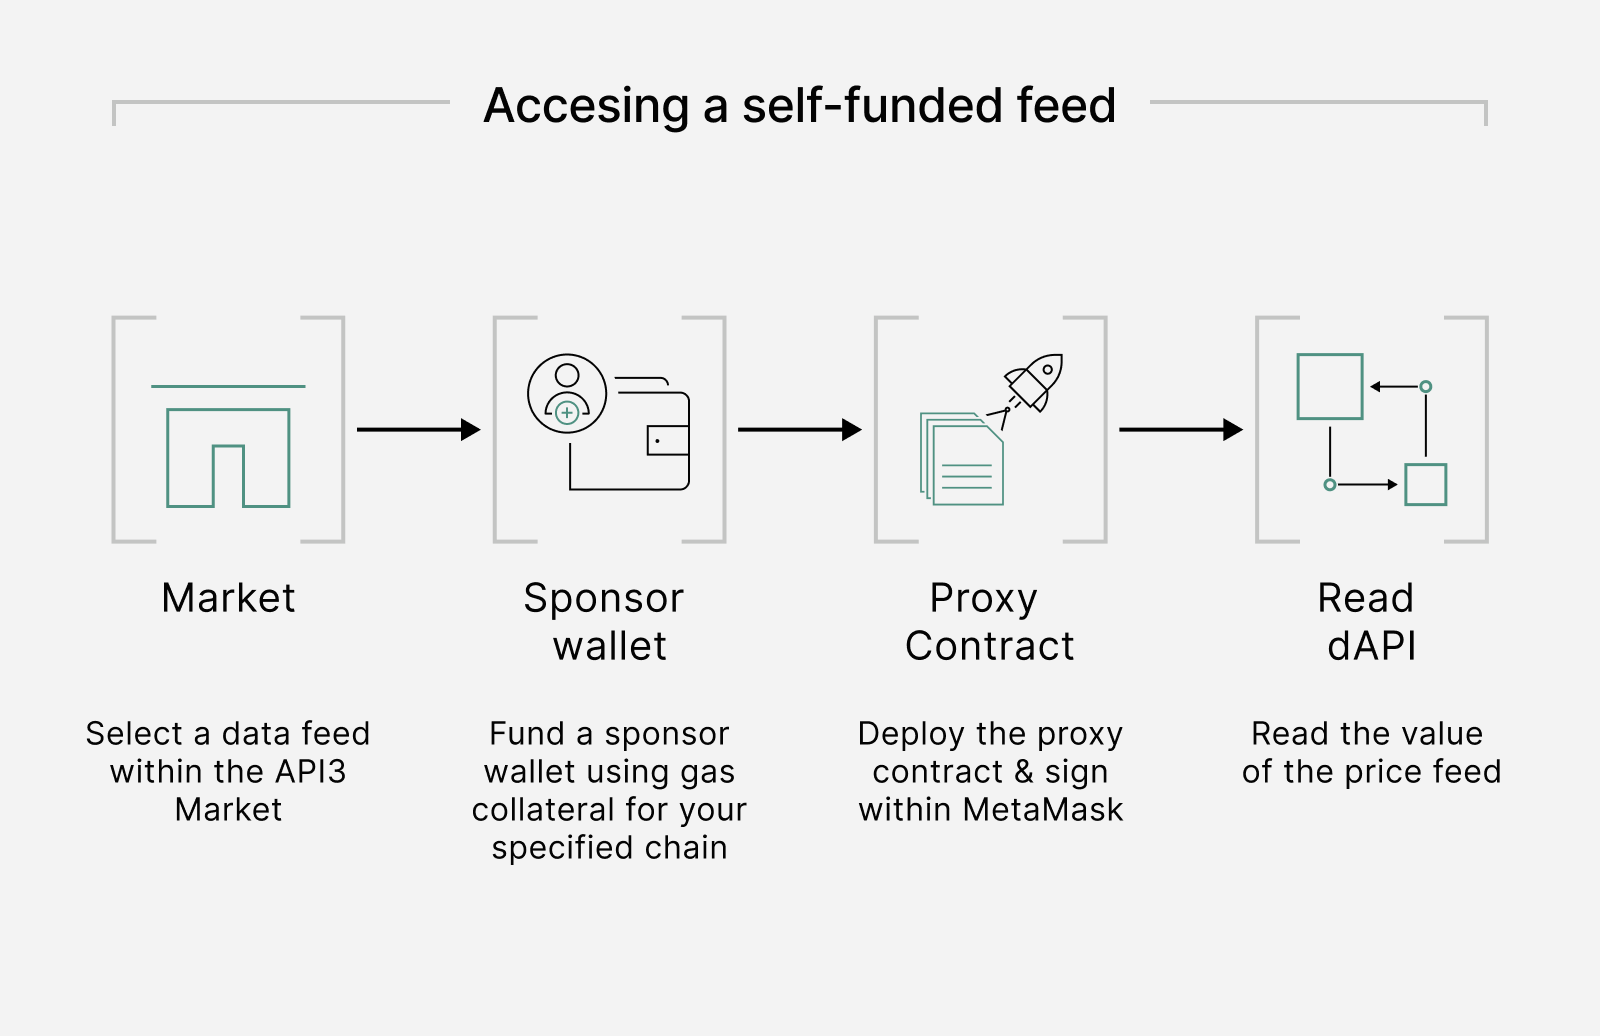 Accesing a self-funded feed
Market
Sponsor
wallet
Proxy
Contract
Read
dAPI
Select a data feed
within the API3
Market
Fund a sponsor
wallet using gas
collateral for your
specified chain
Deploy the proxy
contract & sign
within MetaMask
Read the value
of the price feed